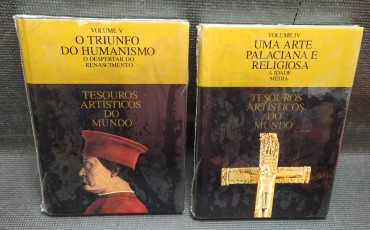 VOLUME V
O TRIUNFO
DO HUMANISMO
O DESPERTAR DO
RENASCIMENTO
TESOUROS
ARTÍSTICOS
DO
MUNDO
VOLUME IV
UMA ARTE
PALACIANA E
RELIGIOSA
A IDADE
MÉDIA
TESOUROS
ARTÍSTICOS
DO
MUNDO